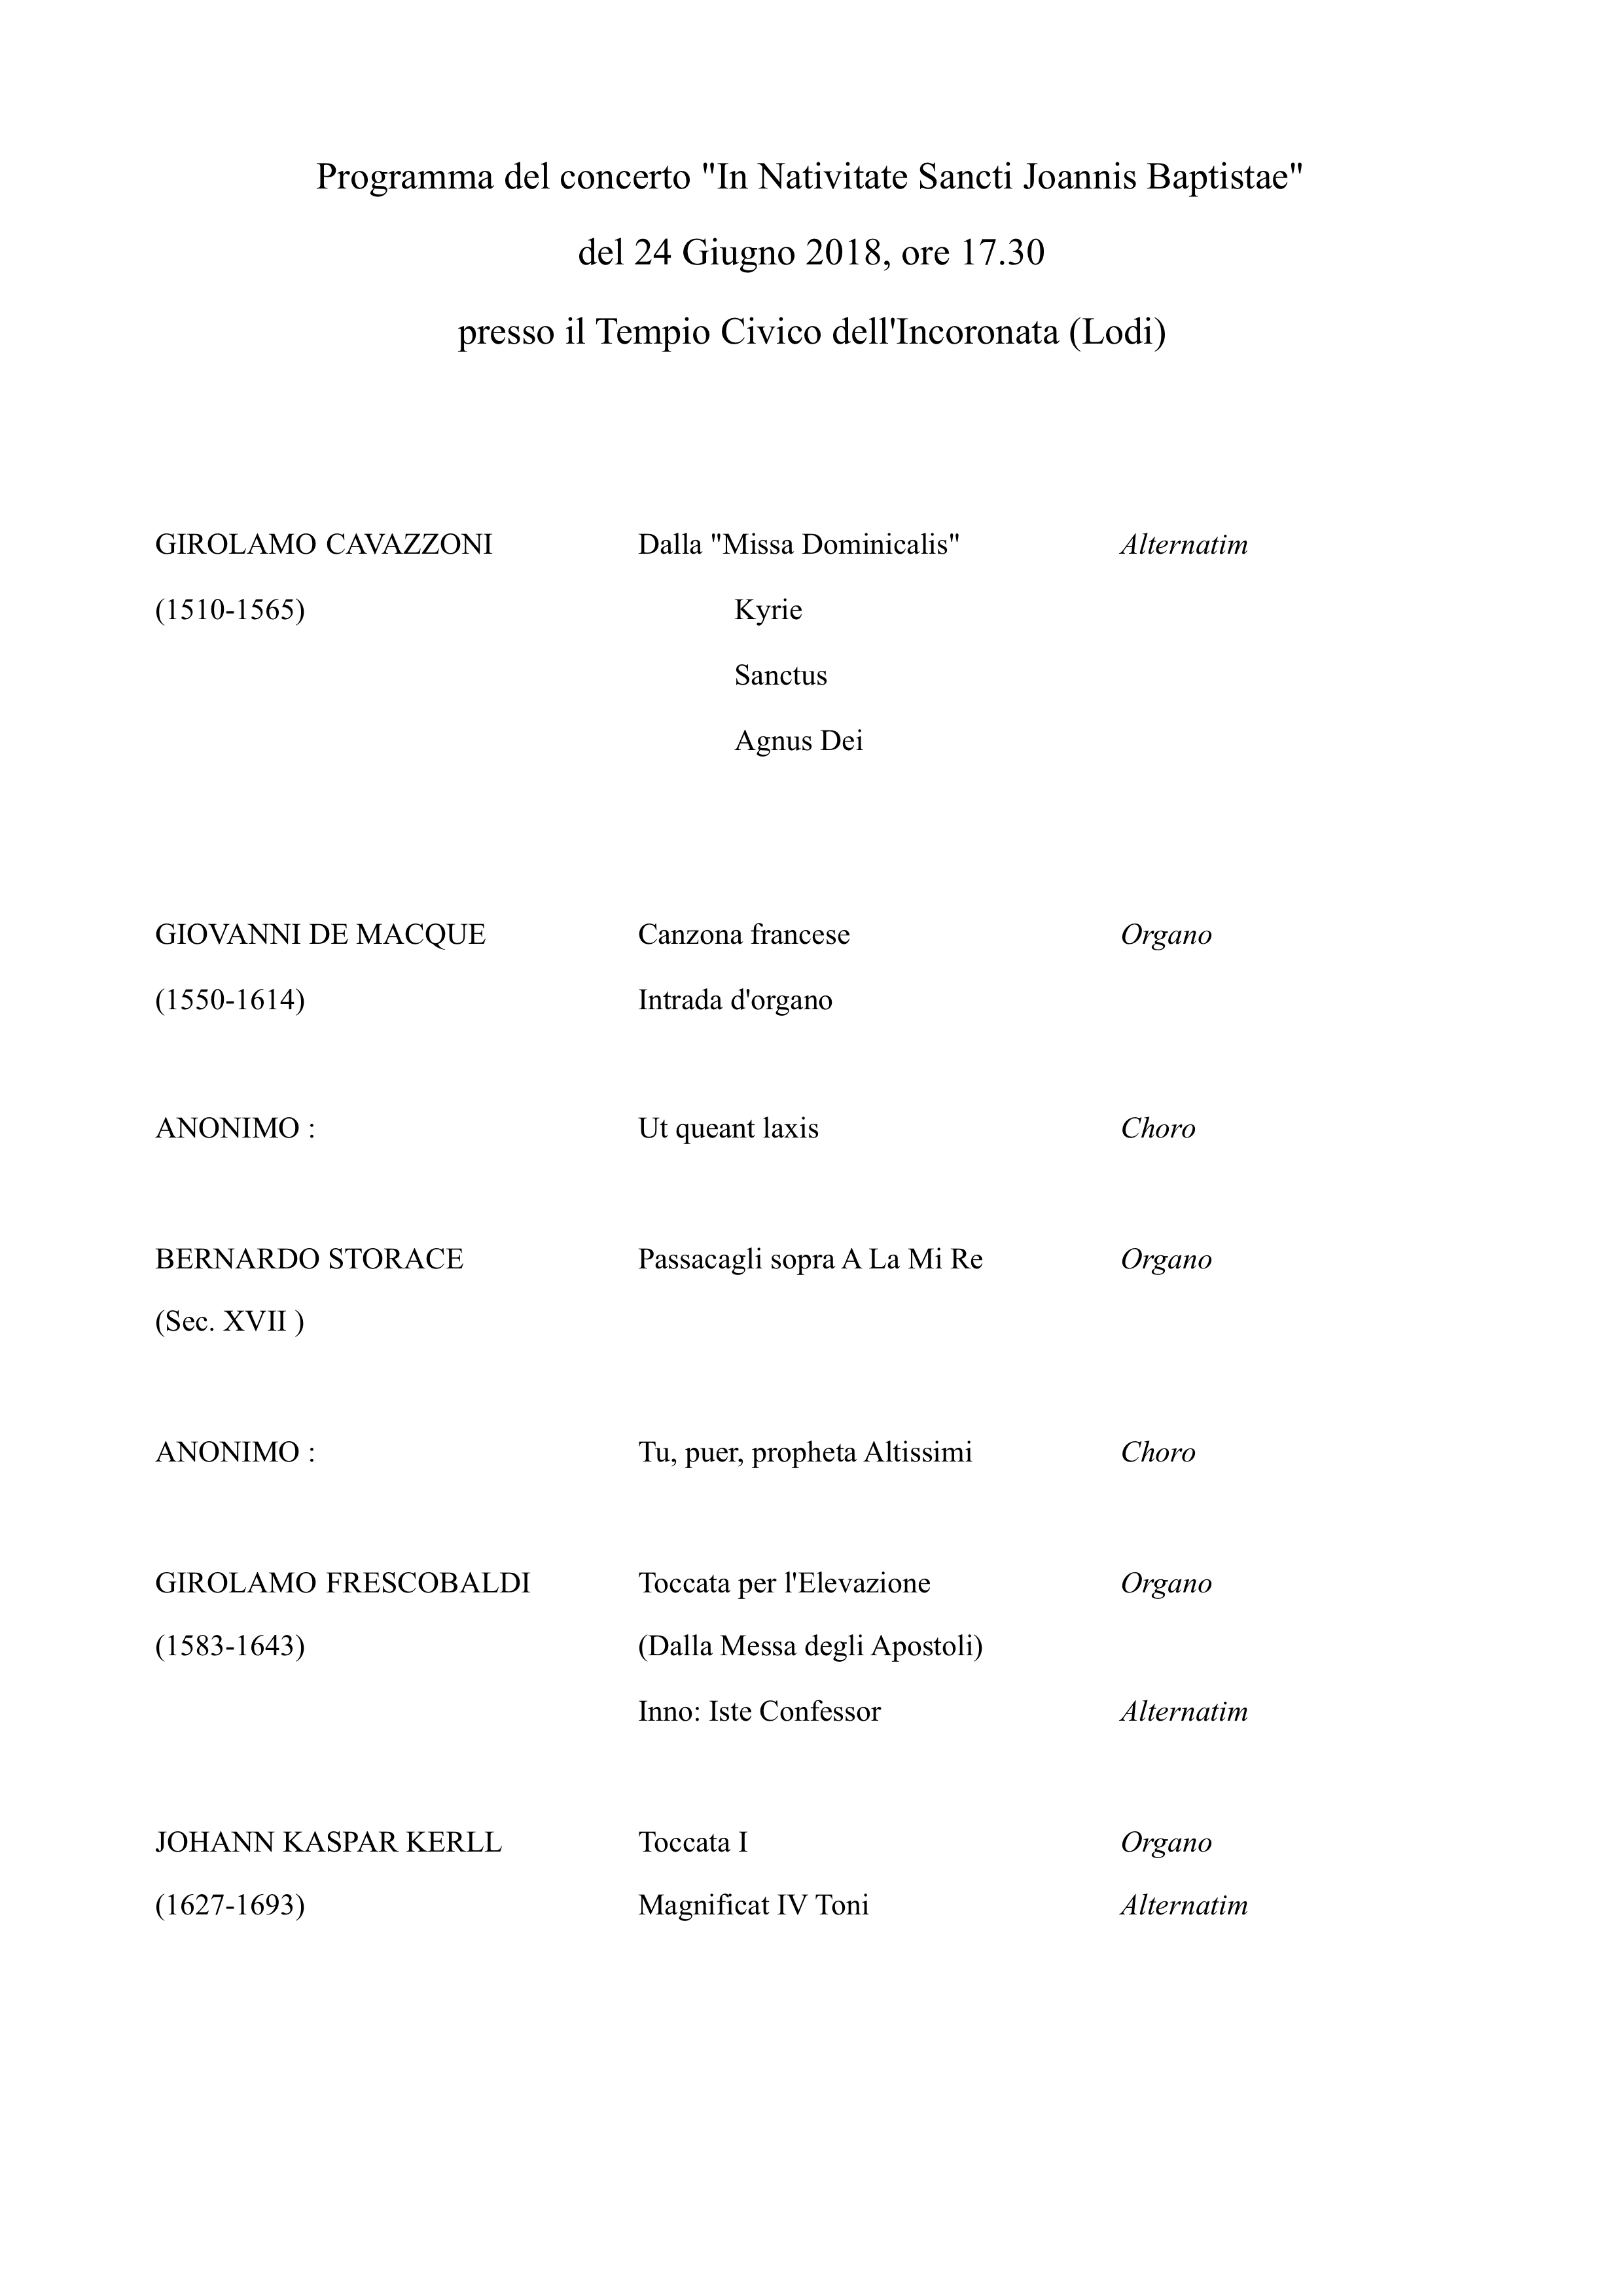 Programma del concerto "In Nativitate Sancti Joannis Baptistae"
del 24 Giugno 2018, ore 17.30
presso il Tempio Civico dell'Incoronata (Lodi)
GIROLAMO CAVAZZONI Dalla "Missa Dominicalis" Alternatim
(1510-1565) Kyrie
Sanctus
Agnus Dei
GIOVANNI DE MACQUE Canzona francese Organo
(1550-1614) Intrada d'organo
ANONIMO : Ut queant laxis Choro
BERNARDO STORACE Passacagli sopra A La Mi Re Organo
(Sec. XVII )
ANONIMO : Tu, puer, propheta Altissimi Choro
GIROLAMO FRESCOBALDI Toccata per l'Elevazione Organo
(1583-1643) (Dalla Messa degli Apostoli)
Inno: Iste Confessor Alternatim
JOHANN KASPAR KERLL Toccata I Organo
(1627-1693) Magnificat IV Toni Alternatim